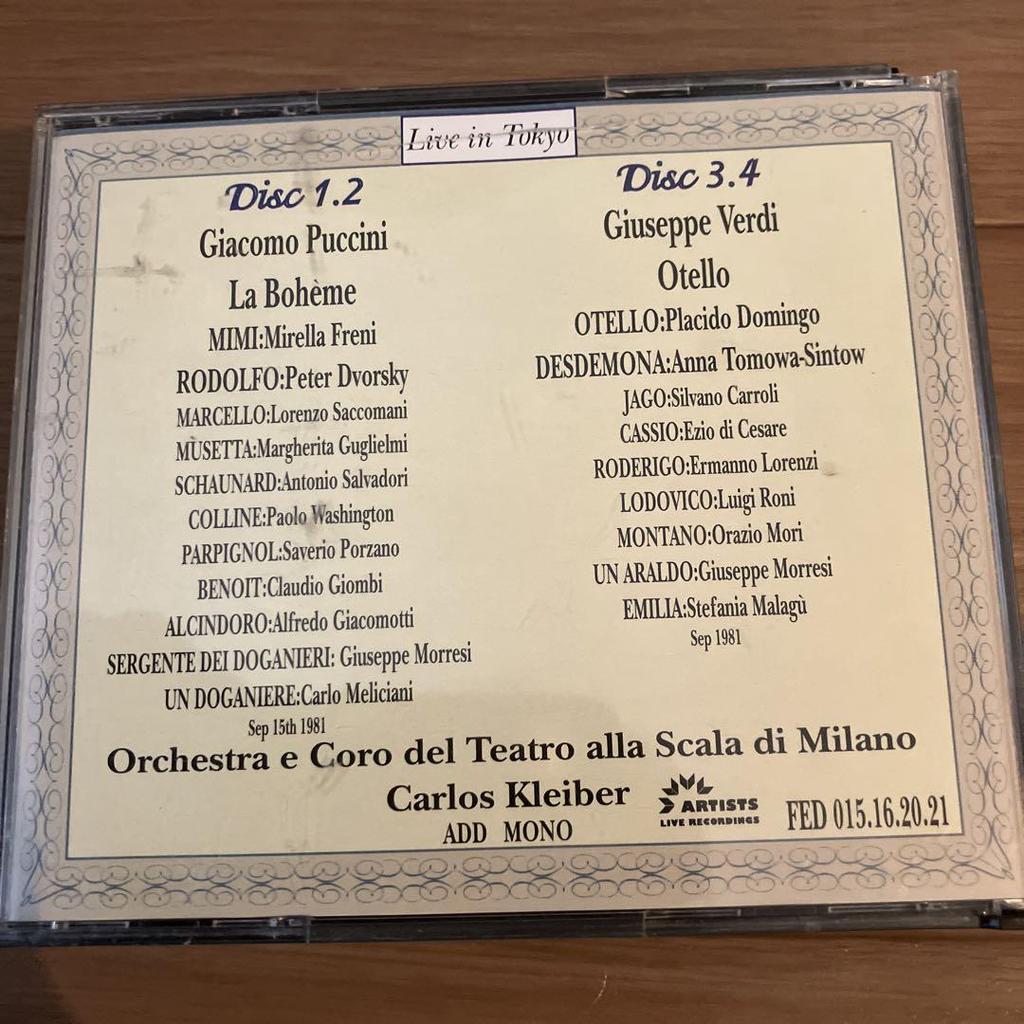 Live in Tokyo
Disc 1.2
Giacomo Puccini
La Bohème
MIMI:Mirella Freni
RODOLFO:Peter Dvorsky
MARCELLO:Lorenzo Saccomani
MUSETTA:Margherita Guglielmi
SCHAUNARD:Antonio Salvadori
COLLINE:Paolo Washington
PARPIGNOL:Saverio Porzano
BENOIT:Claudio Giombi
ALCINDORO:Alfredo Giacomotti
SERGENTE DEI DOGANIERI: Giuseppe Morresi
UN DOGANIERE:Carlo Meliciani
Sep 15th 1981
Disc 3.4
Giuseppe Verdi
Otello
OTELLO:Placido Domingo
DESDEMONA:Anna Tomowa-Sintow
JAGO:Silvano Carroli
CASSIO:Ezio di Cesare
RODERIGO:Ermanno Lorenzi
LODOVICO:Luigi Roni
MONTANO:Orazio Mori
UN ARALDO:Giuseppe Morresi
EMILIA:Stefania Malagù
Sep 1981
Orchestra e Coro del Teatro alla Scala di Milano
Carlos Kleiber
ADD MONO
ARTISTS
LIVE RECORDINGS
FED 015.16.20.21